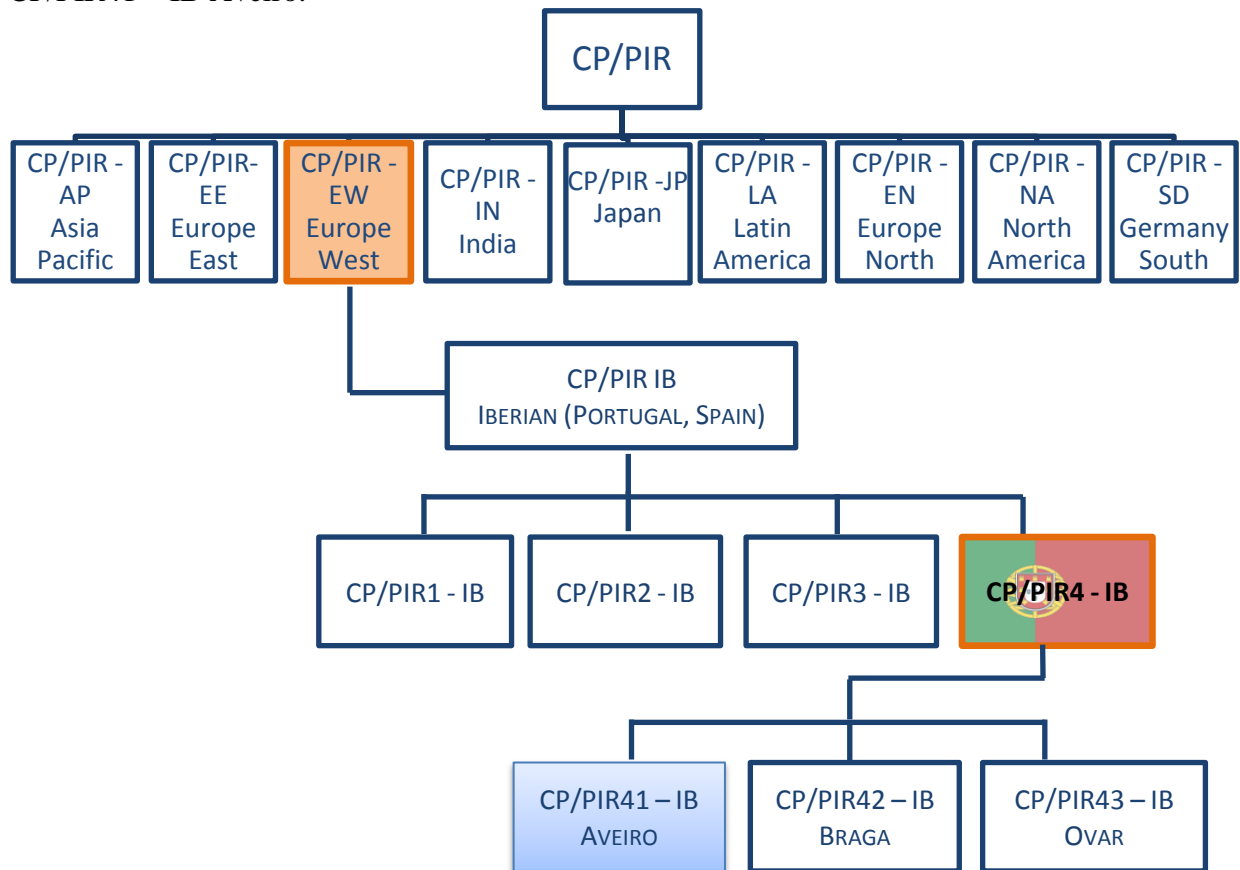 CP/PIR
CP/PIR -
AP
Asia
Pacific
CP/PIR-
EE
Europe
East
CP/PIR -
EW
Europe
West
CP/PIR -
IN
India
CP/PIR -JP
Japan
CP/PIR -
LA
Latin
America
CP/PIR -
EN
Europe
North
CP/PIR -
NA
North
America
CP/PIR -
SD
Germany
South
CP/PIR IB
IBERIAN (PORTUGAL, SPAIN)
CP/PIR1 - IB
CP/PIR2 - IB
CP/PIR3 - IB
CP/PIR4 - IB
CP/PIR41 – IB
AVEIRO
CP/PIR42 – IB
BRAGA
CP/PIR43 – IB
OVAR